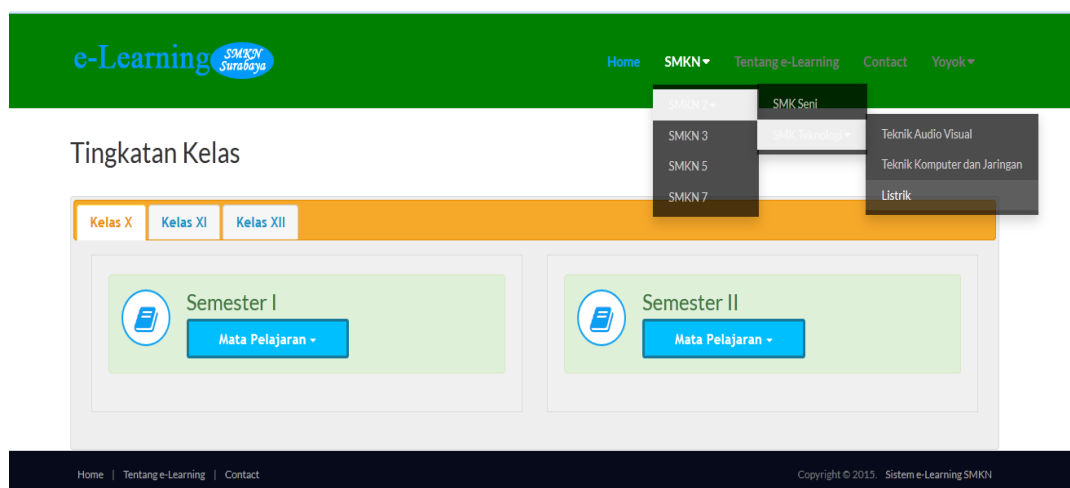 e-Learning SMKN Surabaya
Home SMKN Tentang e-Learning Contact Yoyok
SMKN 2
SMKN 3
SMKN 5
SMKN 7
SMK Seni
SMK Teknologi
Teknik Audio Visual
Teknik Komputer dan Jaringan
Listrik
Tingkatan Kelas
Kelas X Kelas XI Kelas XII
Semester I
Mata Pelajaran
Semester II
Mata Pelajaran
Home | Tentang e-Learning | Contact
Copyright © 2015. Sistem e-Learning SMKN